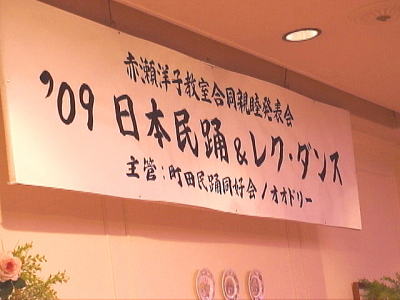 赤瀬洋子教室合同親睦発表会
'09 日本民踊&レク・ダンス
主管:町田民踊同好会/オオドリー